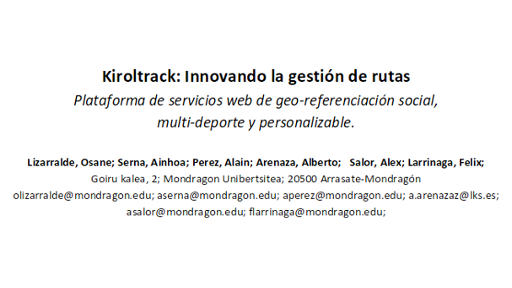 Kiroltrack: Innovando la gestión de rutas
Plataforma de servicios web de geo-referenciación social,
multi-deporte y personalizable.
Lizarralde, Osane; Serna, Ainhoa; Perez, Alain; Arenaza, Alberto; Salor, Alex; Larrinaga, Felix;
Goiru kalea, 2; Mondragon Unibertsitea; 20500 Arrasate-Mondragón
olizarralde@mondragon.edu; aserna@mondragon.edu; aperez@mondragon.edu; a.arenazaz@lks.es;
asalor@mondragon.edu; flarrinaga@mondragon.edu;